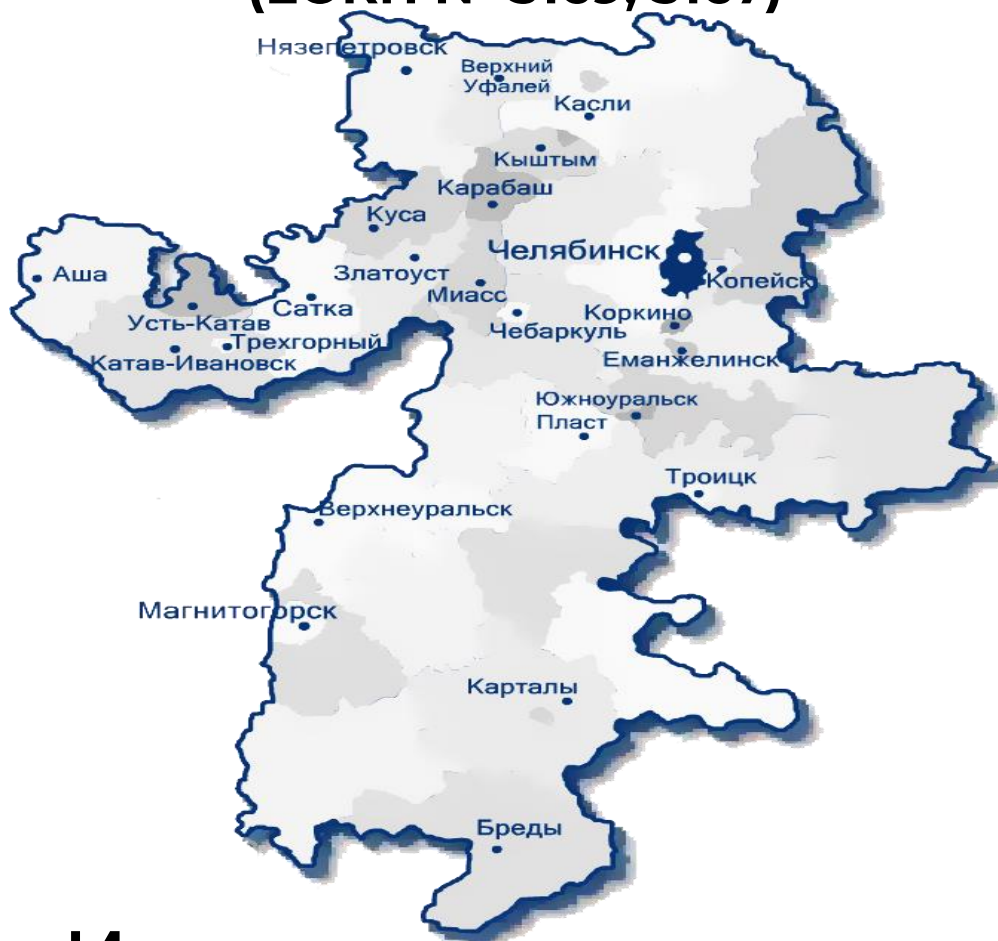 Нязепетровск
Верхний
Уфалей
Касли
Кыштым
Карабаш
Куса
Челябинск
Аша
Златоуст
Копейск
Миасс
Сатка
Усть-Катав
Чебаркуль
Коркино
Трехгорный
Катав-Ивановск
Еманжелинск
Южноуральск
Пласт
Троицк
Верхнеуральск
Магнитогорск
Карталы
Бреды